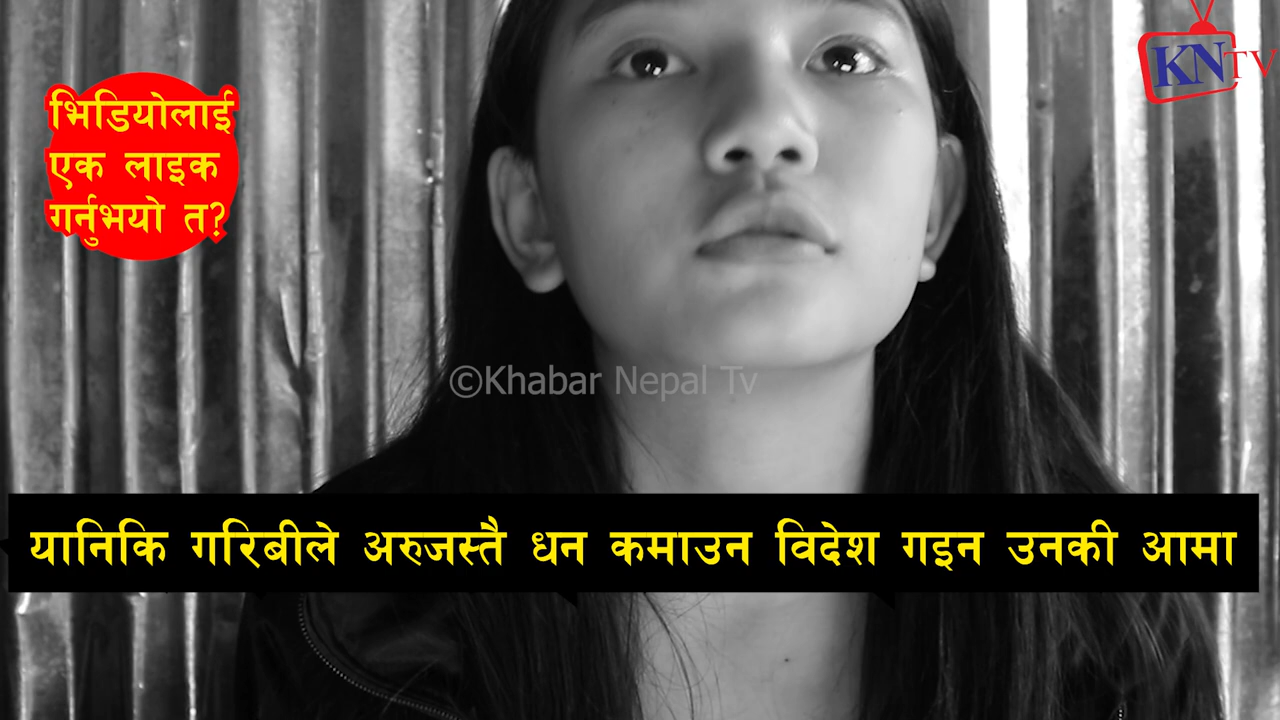 भिडियोलाई
एक लाइक
गर्नुभयो त?
KNTV
©Khabar Nepal Tv
यानिकि गरिबीले अरुजस्तै धन कमाउन विदेश गइन उनकी आमा